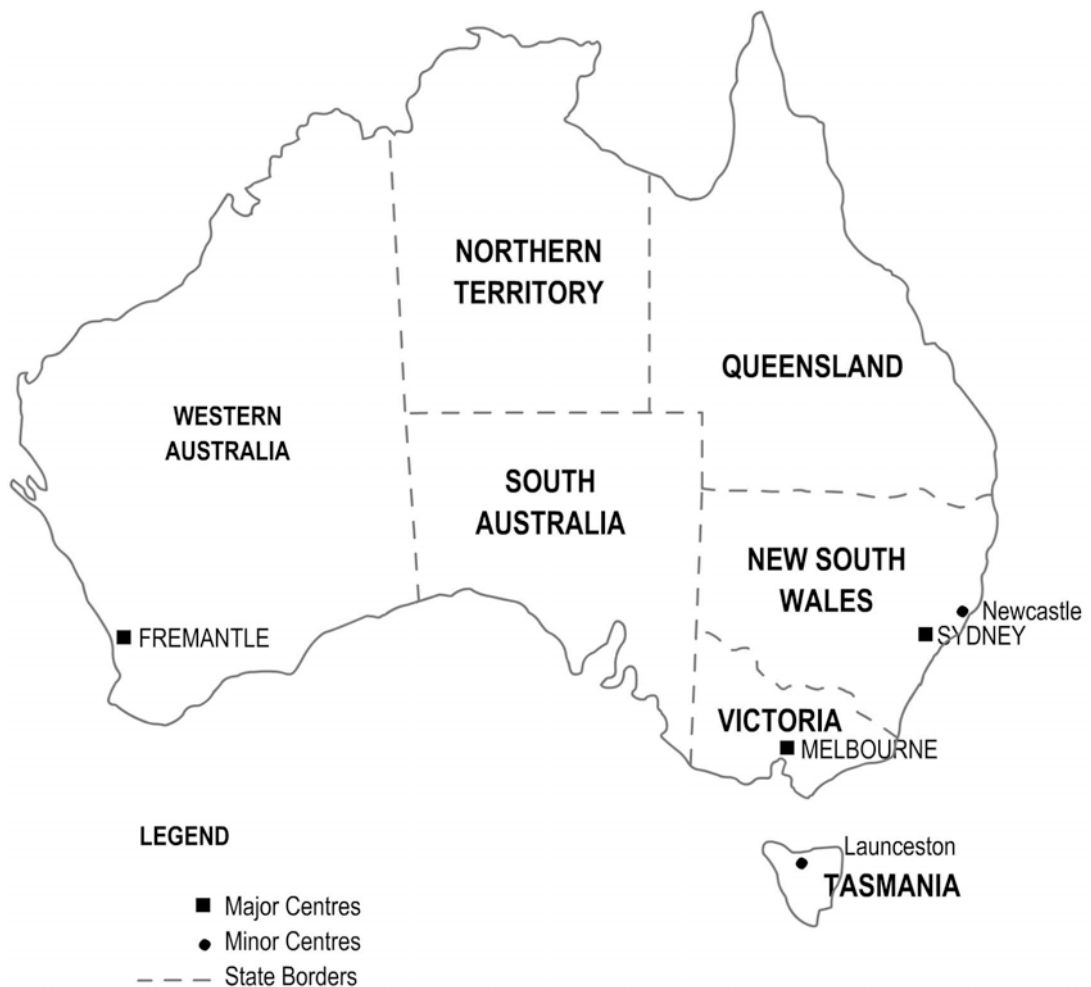 NORTHERN
TERRITORY
QUEENSLAND
WESTERN
AUSTRALIA
SOUTH
AUSTRALIA
NEW SOUTH
WALES
Newcastle
SYDNEY
FREMANTLE
VICTORIA
MELBOURNE
LEGEND
Launceston
TASMANIA
Major Centres
Minor Centres
State Borders